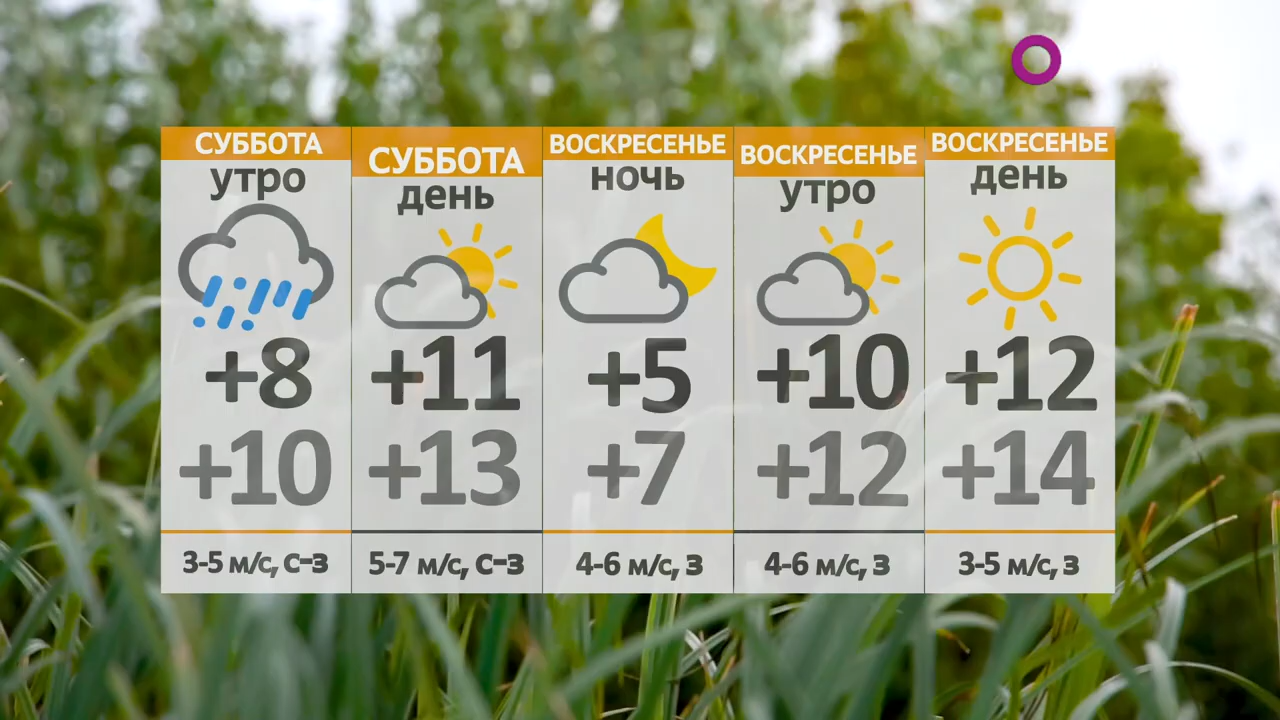 СУББОТА
утро
+8
+10
3-5 м/с, с-з
СУББОТА
день
+11
+13
5-7 м/с, с-з
ВОСКРЕСЕНЬЕ
ночь
+5
+7
4-6 м/с, з
ВОСКРЕСЕНЬЕ
утро
+10
+12
4-6 м/с, з
ВОСКРЕСЕНЬЕ
день
+12
+14
3-5 м/с, з